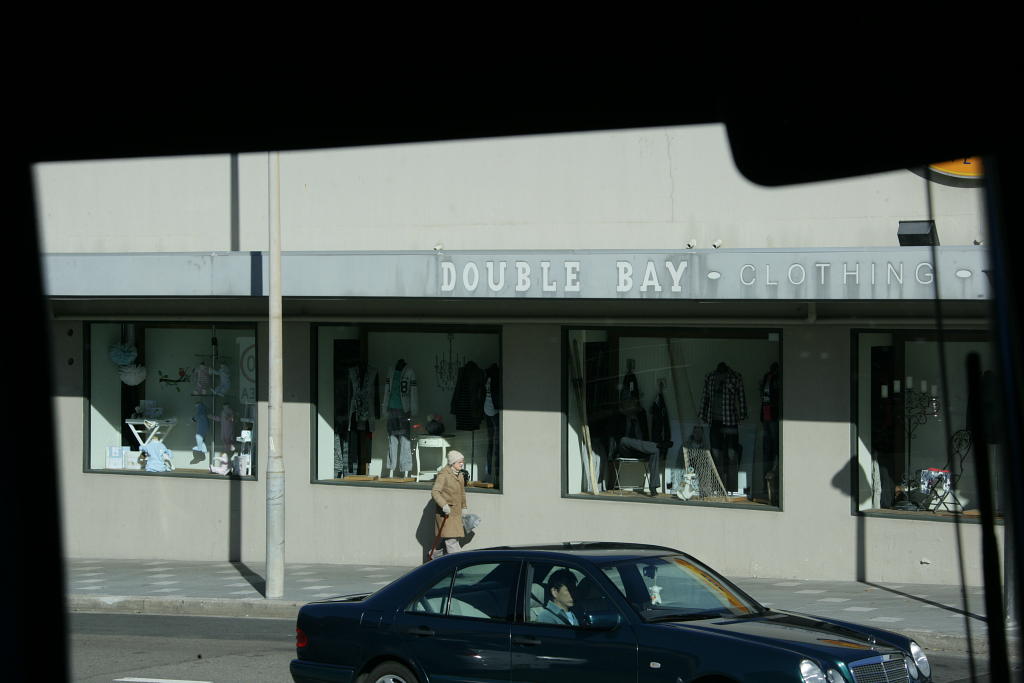 DOUBLE BAY • CLOTHING •